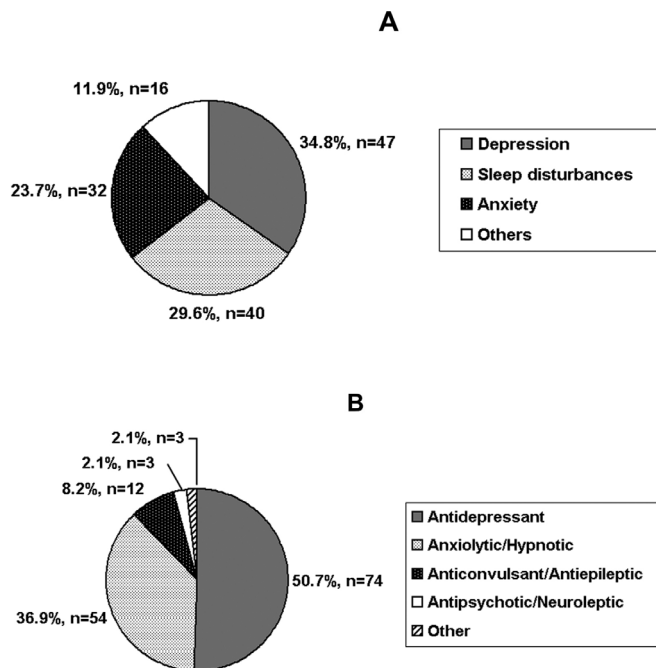 A
11.9%, n=16
34.8%, n=47
23.7%, n=32
29.6%, n=40
Depression
Sleep disturbances
Anxiety
Others
B
2.1%, n=3
2.1%, n=3
8.2%, n=12
50.7%, n=74
36.9%, n=54
Antidepressant
Anxiolytic/Hypnotic
Anticonvulsant/Antiepileptic
Antipsychotic/Neuroleptic
Other